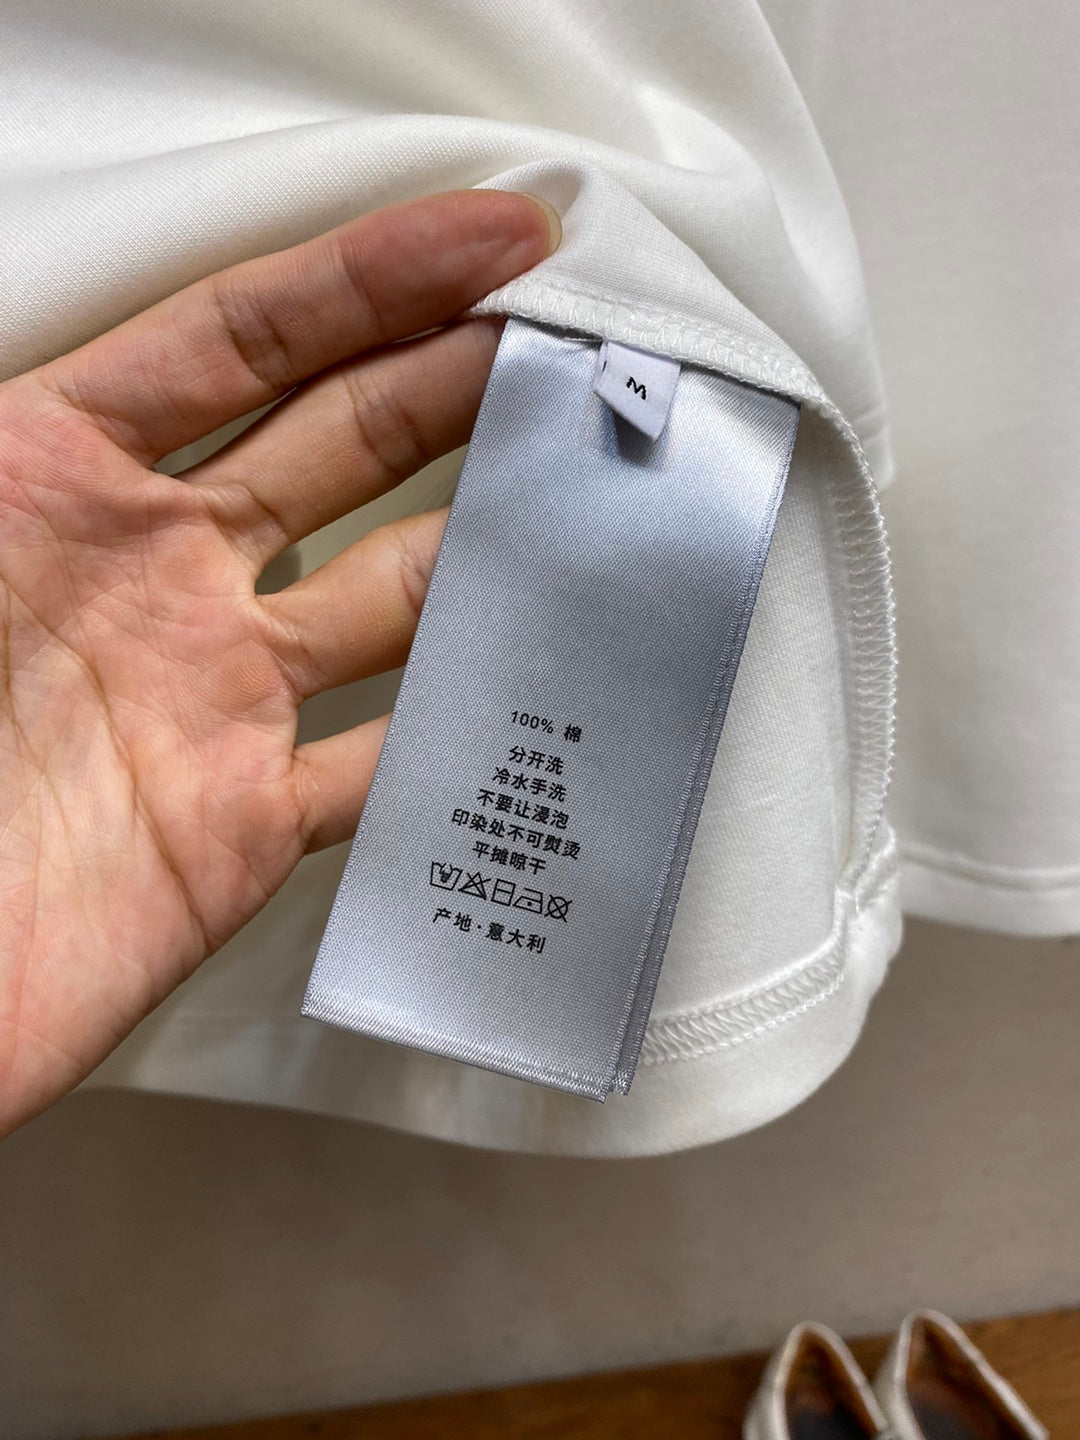 M
100% 棉
分开洗
冷水手洗
不要让浸泡
印染处不可熨烫
平摊晾干
产地·意大利